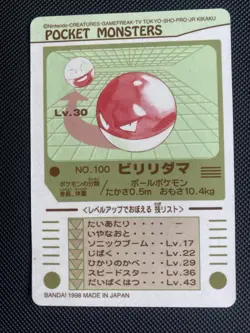 ©Nintendo・CREATURES・GAMEFREAK・TV TOKYO・SHO-PRO・JR KIKAKU
POCKET MONSTERS
Lv.30
NO.100 ビリリダマ
ポケモンの分類 ボールポケモン
身長、体重 たかさ0.5m おもさ10.4kg
<レベルアップでおぼえる技リスト>
たいあたり -
いやなおと -
ソニックブーム Lv.17
じばく Lv.22
ひかりのかべ Lv.29
スピードスター Lv.36
だいばくはつ Lv.43
BANDAI 1998 MADE IN JAPAN